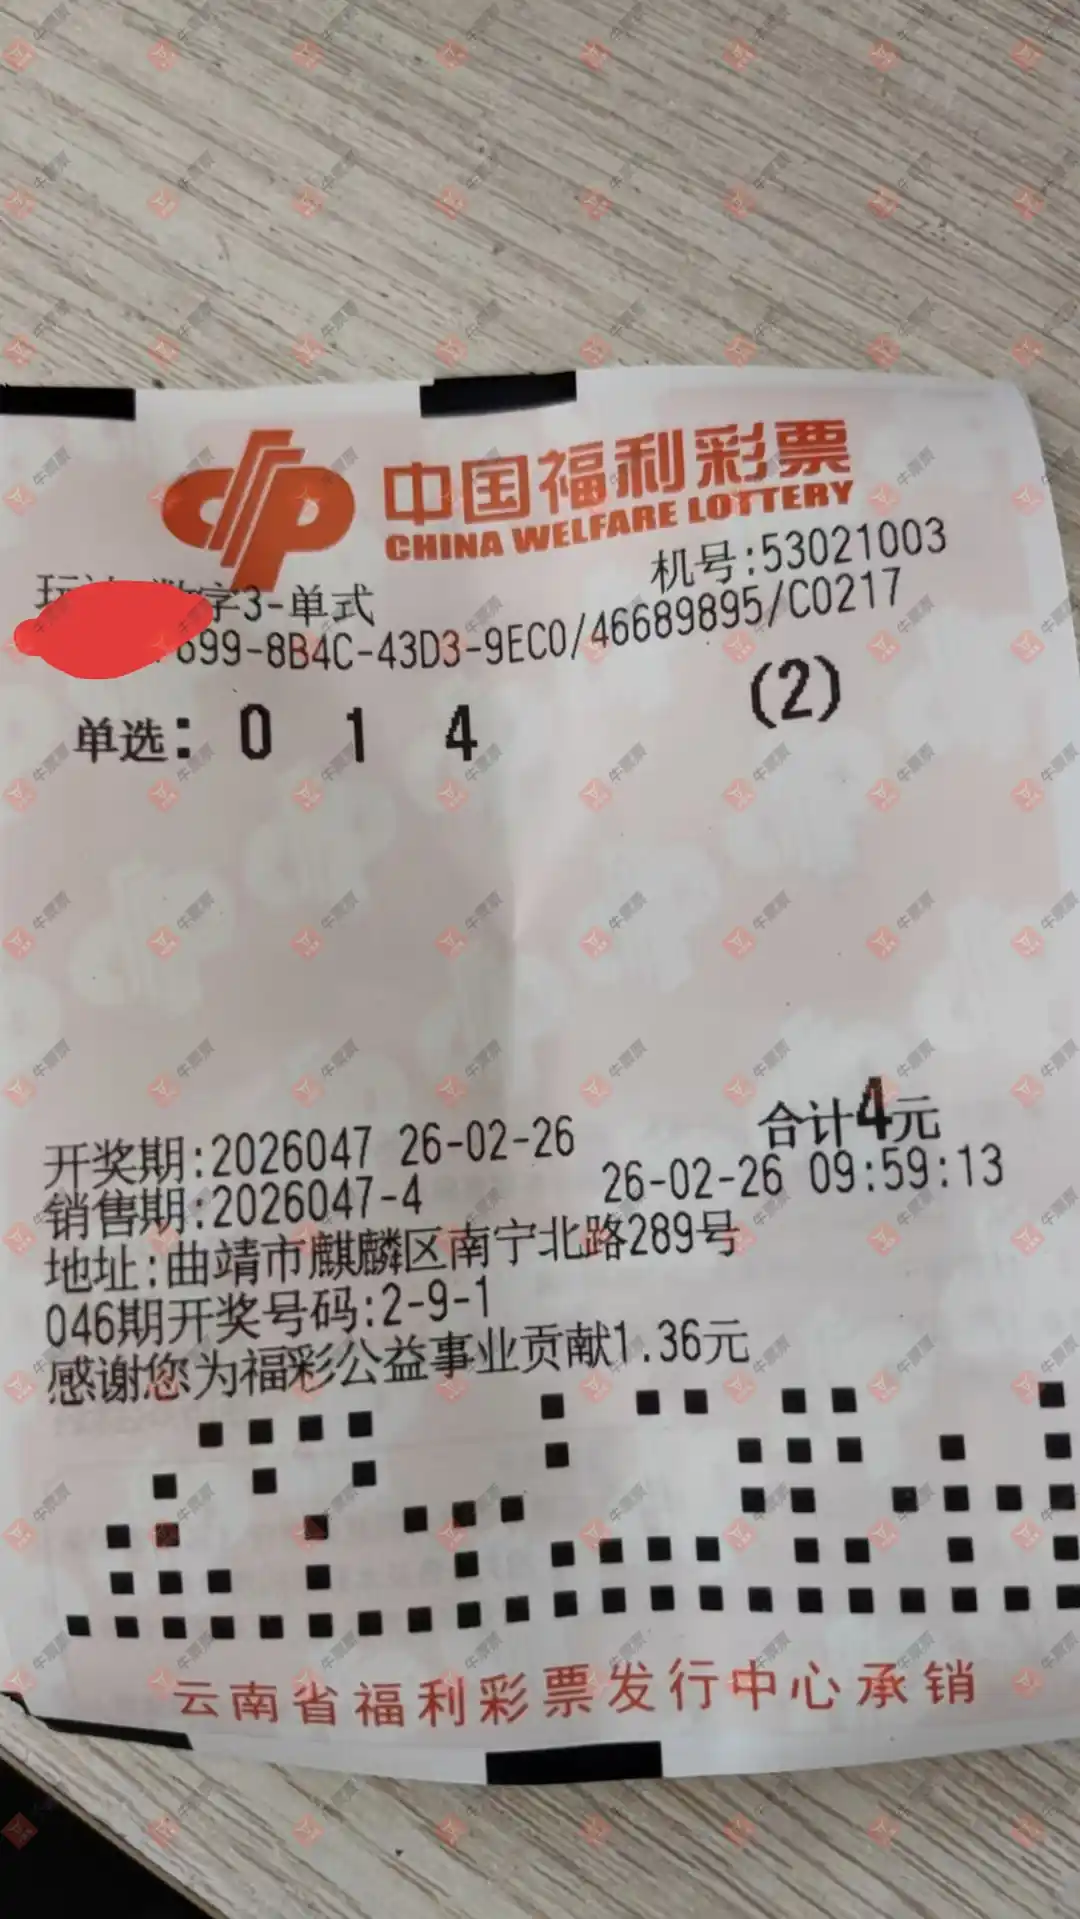 中国福利彩票
CHINA WELFARE LOTTERY
机号:53021003
数字3-单式
699-8B4C-43D3-9EC0/46689895/C0217
单选: 0 1 4 (2)
合计4元
开奖期:2026047 26-02-26
销售期:2026047-4 26-02-26 09:59:13
地址:曲靖市麒麟区南宁北路289号
046期开奖号码:2-9-1
感谢您为福彩公益事业贡献1.36元
云南省福利彩票发行中心承销
牛票票